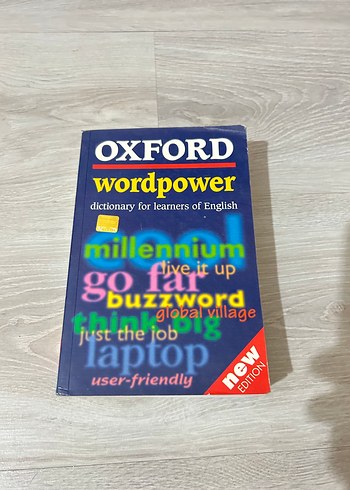 OXFORD
wordpower
dictionary for learners of English
cool
millennium
live it up
go far
buzzword
global village
think big
just the job
laptop
user-friendly
new
EDITION